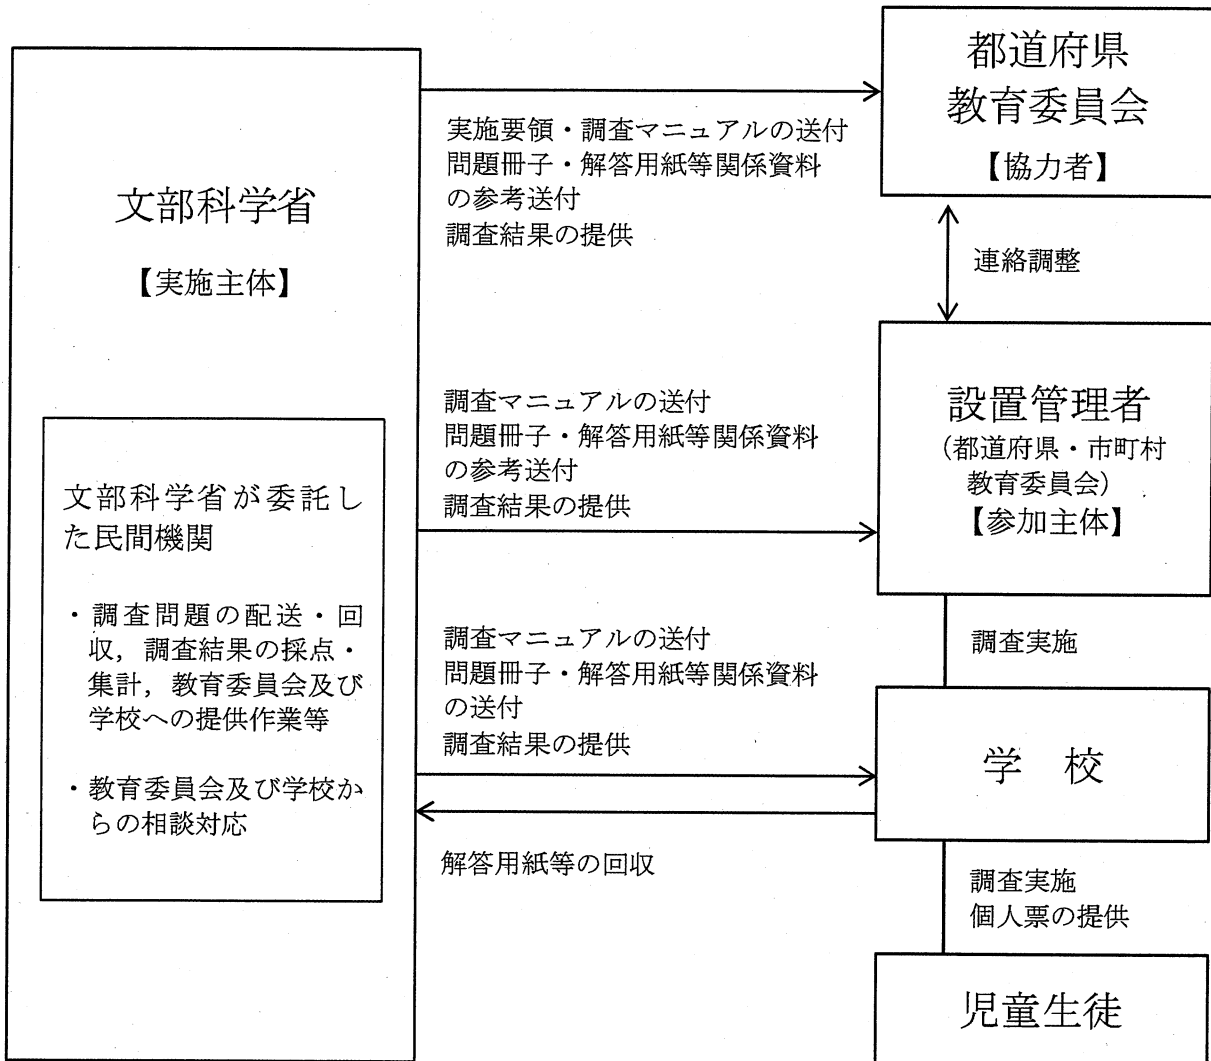 文部科学省
【実施主体】
文部科学省が委託し
た民間機関
・調査問題の配送・回
収，調査結果の採点・
集計，教育委員会及び
学校への提供作業等
・教育委員会及び学校か
らの相談対応
実施要領・調査マニュアルの送付
問題冊子・解答用紙等関係資料
の参考送付
調査結果の提供
都道府県
教育委員会
【協力者】
連絡調整
調査マニュアルの送付
問題冊子・解答用紙等関係資料
の参考送付
調査結果の提供
設置管理者
（都道府県・市町村
教育委員会）
【参加主体】
調査実施
調査マニュアルの送付
問題冊子・解答用紙等関係資料
の送付
調査結果の提供
学　校
解答用紙等の回収
調査実施
個人票の提供
児童生徒